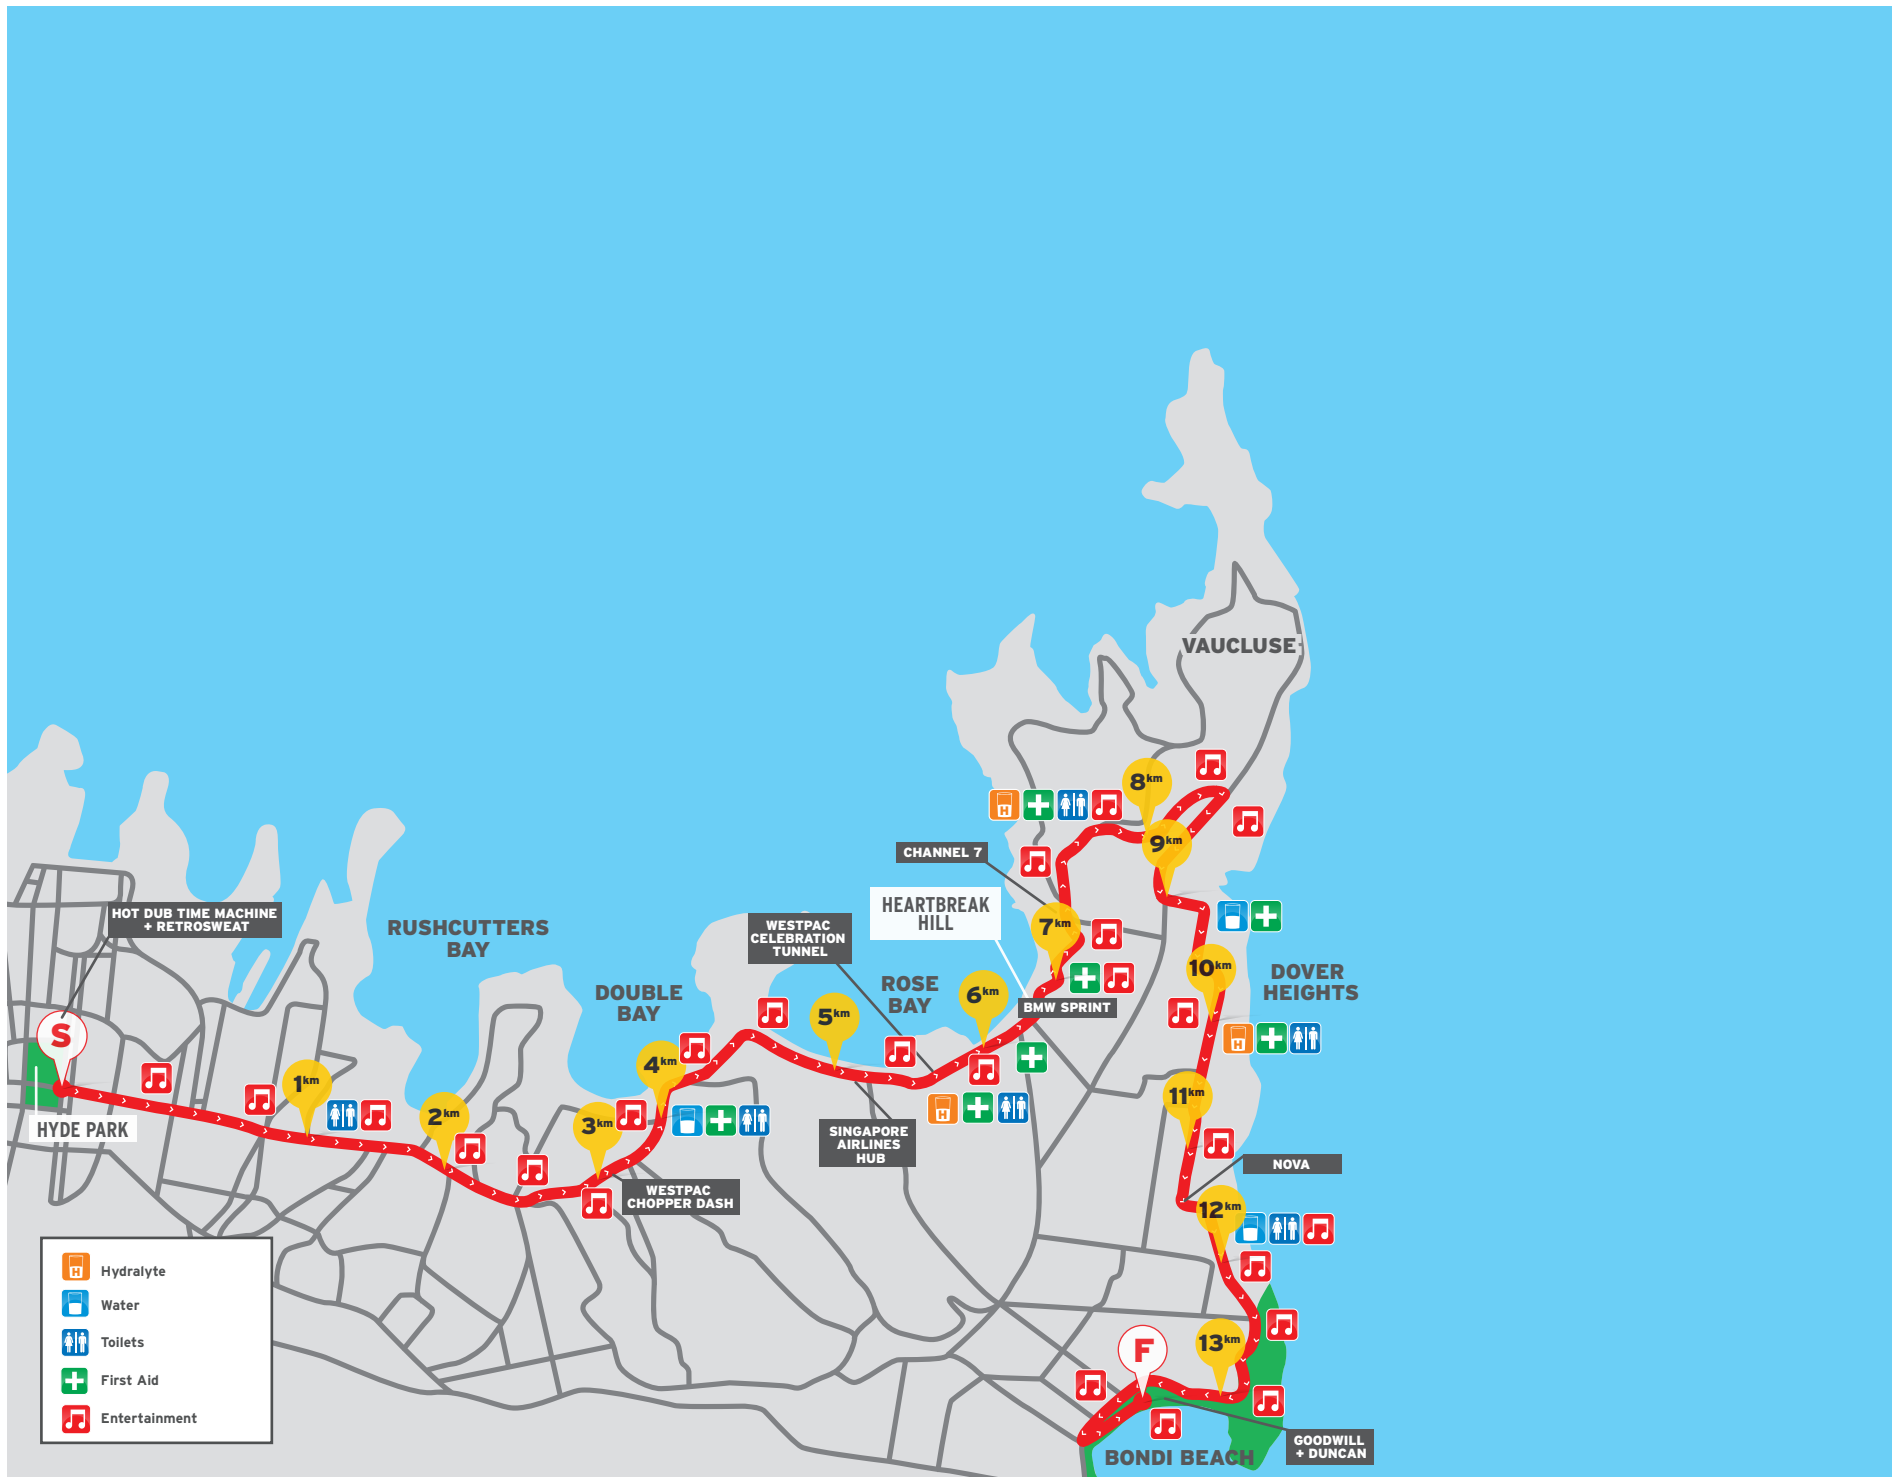 VAUCLUSE
8km
9km
CHANNEL 7
HEARTBREAK
HILL
7km
HOT DUB TIME MACHINE
+ RETROSWEAT
RUSHCUTTERS
BAY
WESTPAC
CELEBRATION
TUNNEL
DOUBLE
BAY
ROSE
BAY
6km
BMW SPRINT
10km
DOVER
HEIGHTS
5km
S
4km
1km
2km
3km
HYDE PARK
H
H
H
11km
SINGAPORE
AIRLINES
HUB
NOVA
WESTPAC
CHOPPER DASH
12km
H
Hydralyte
Water
Toilets
First Aid
Entertainment
13km
F
GOODWILL
+ DUNCAN
BONDI BEACH